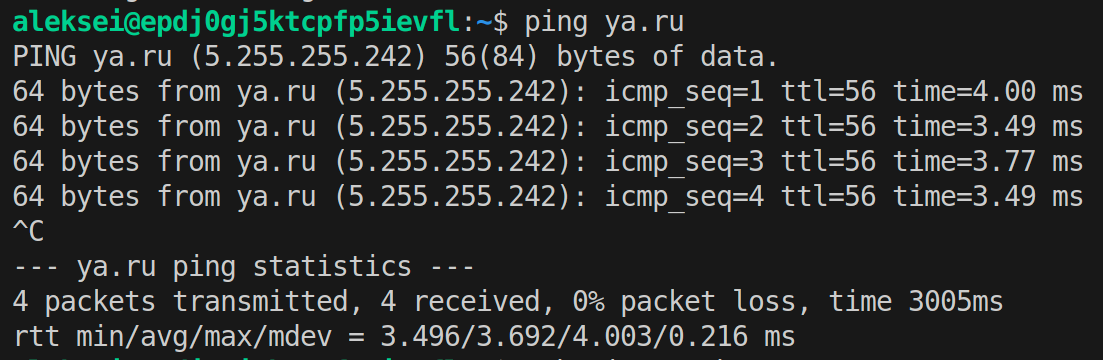 aleksei@epdj0gj5ktcpfp5ievfl:~$ ping ya.ru
PING ya.ru (5.255.255.242) 56(84) bytes of data.
64 bytes from ya.ru (5.255.255.242): icmp_seq=1 ttl=56 time=4.00 ms
64 bytes from ya.ru (5.255.255.242): icmp_seq=2 ttl=56 time=3.49 ms
64 bytes from ya.ru (5.255.255.242): icmp_seq=3 ttl=56 time=3.77 ms
64 bytes from ya.ru (5.255.255.242): icmp_seq=4 ttl=56 time=3.49 ms
^C
--- ya.ru ping statistics ---
4 packets transmitted, 4 received, 0% packet loss, time 3005ms
rtt min/avg/max/mdev = 3.496/3.692/4.003/0.216 ms